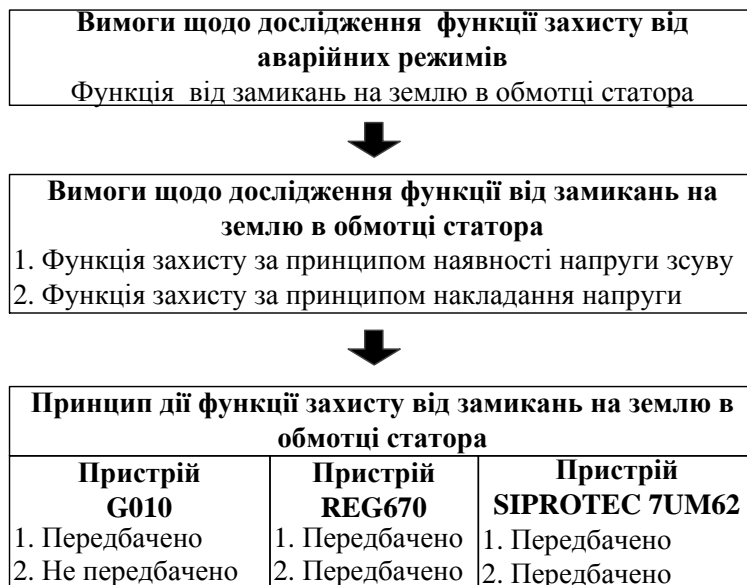 Вимоги щодо дослідження функції захисту від
аварійних режимів
Функція від замикань на землю в обмотці статора
Вимоги щодо дослідження функції від замикань на
землю в обмотці статора
1. Функція захисту за принципом наявності напруги зсуву
2. Функція захисту за принципом накладання напруги
Принцип дії функції захисту від замикань на землю в
обмотці статора
Пристрій
G010
1. Передбачено
2. Не передбачено
Пристрій
REG670
1. Передбачено
2. Передбачено
Пристрій
SIPROTEC 7UM62
1. Передбачено
2. Передбачено